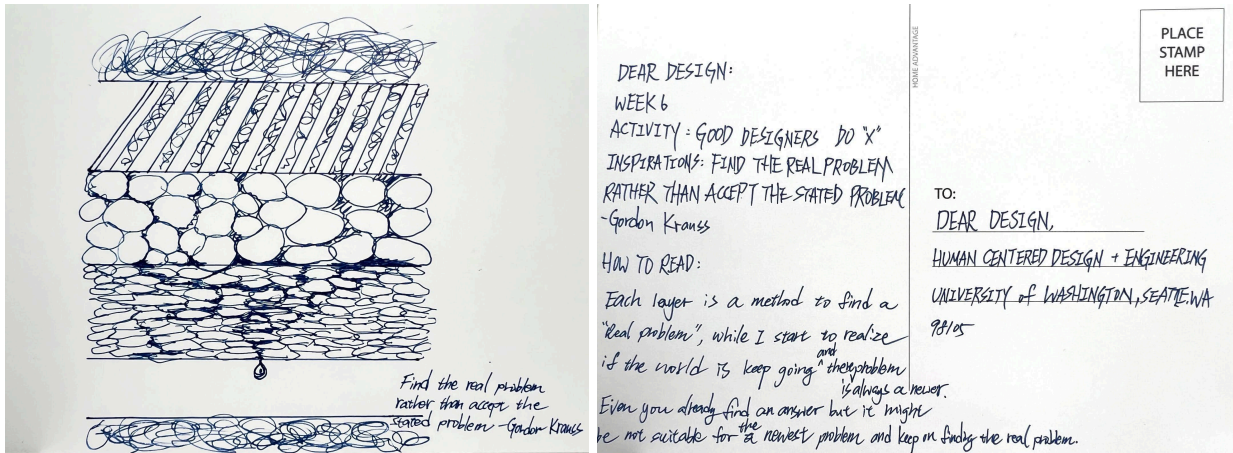 Find the real problem
rather than accept the
stated problem -Gordon Krauss
DEAR DESIGN:
WEEK 6
ACTIVITY: GOOD DESIGNERS DO "X"
INSPIRATIONS: FIND THE REAL PROBLEM
RATHER THAN ACCEPT THE STATED PROBLEM
-Gordon Krauss
HOW TO READ:
Each layer is a method to find a
"Real problem", while I start to realize
if the world is keep going and there problem
is always a newer.
Even you already find an answer but it might
be not suitable for the newest problem and keep on finding the real problem.
HOME ADVANTAGE
PLACE
STAMP
HERE
TO:
DEAR DESIGN,
HUMAN CENTERED DESIGN + ENGINEERING
UNIVERSITY of WASHINGTON, SEATTLE.WA
98105